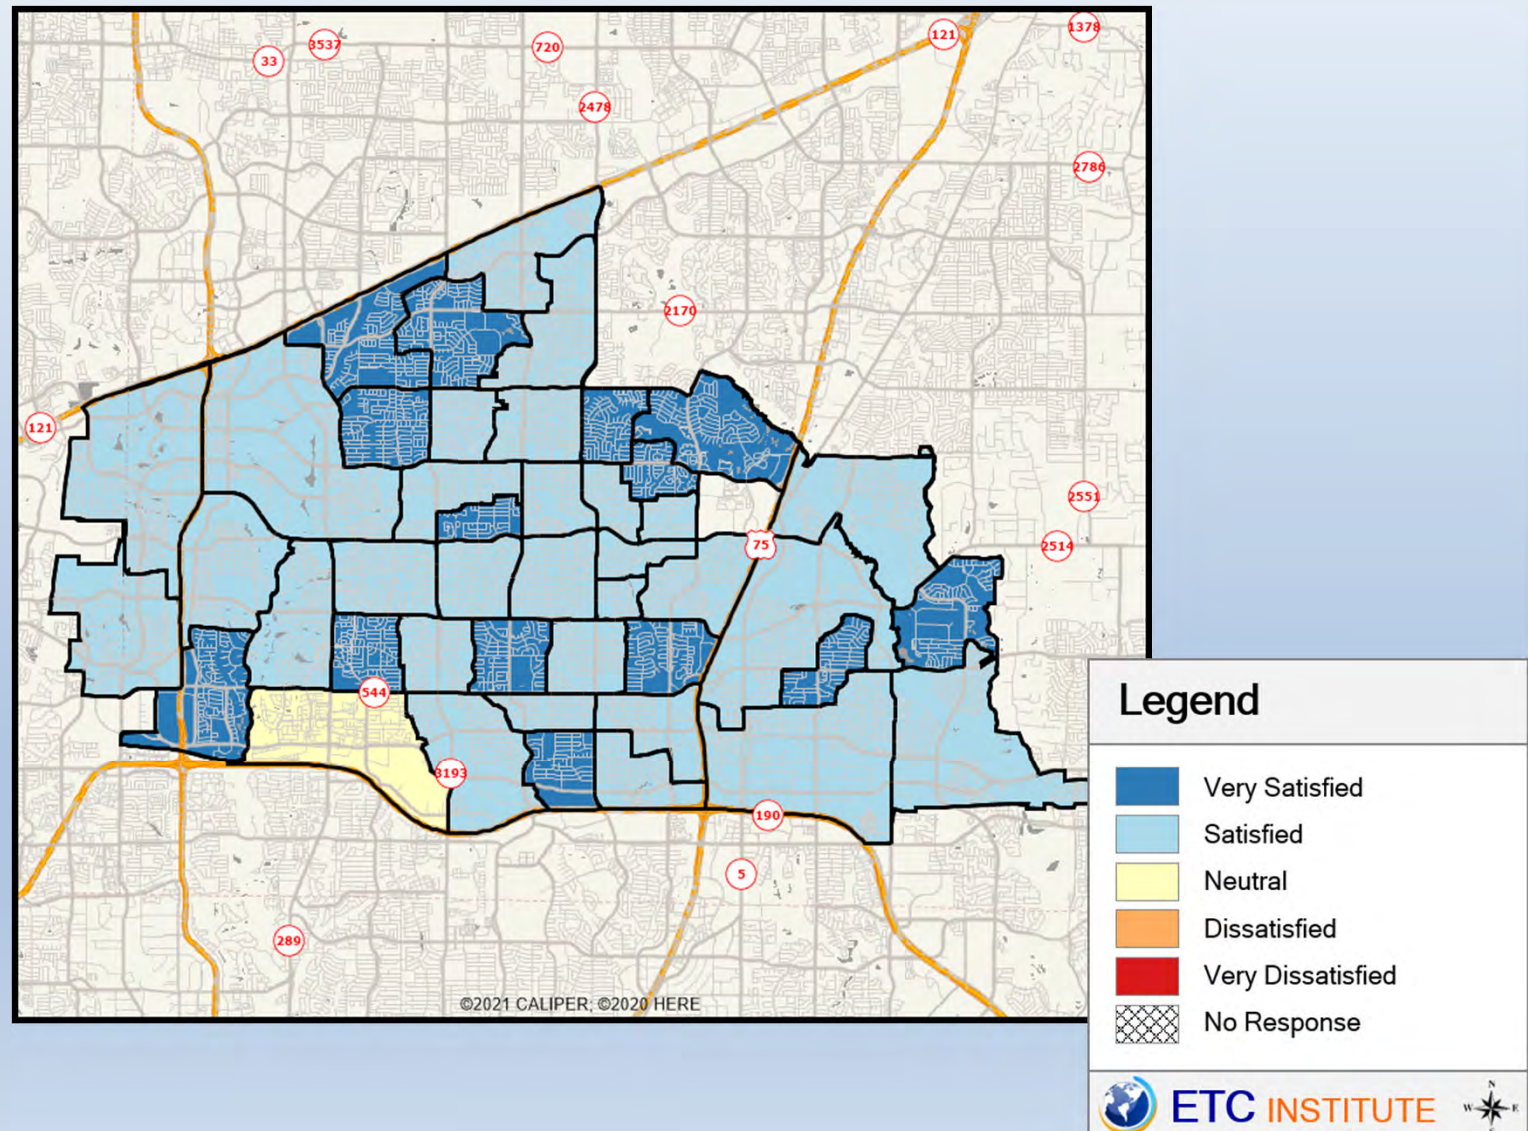 1378
121
3537
720
33
2478
2786
2170
121
2551
75
2514
544
3193
190
5
289
©2021 CALIPER; ©2020 HERE
Legend
Very Satisfied
Satisfied
Neutral
Dissatisfied
Very Dissatisfied
No Response
ETC INSTITUTE
N
W E
S